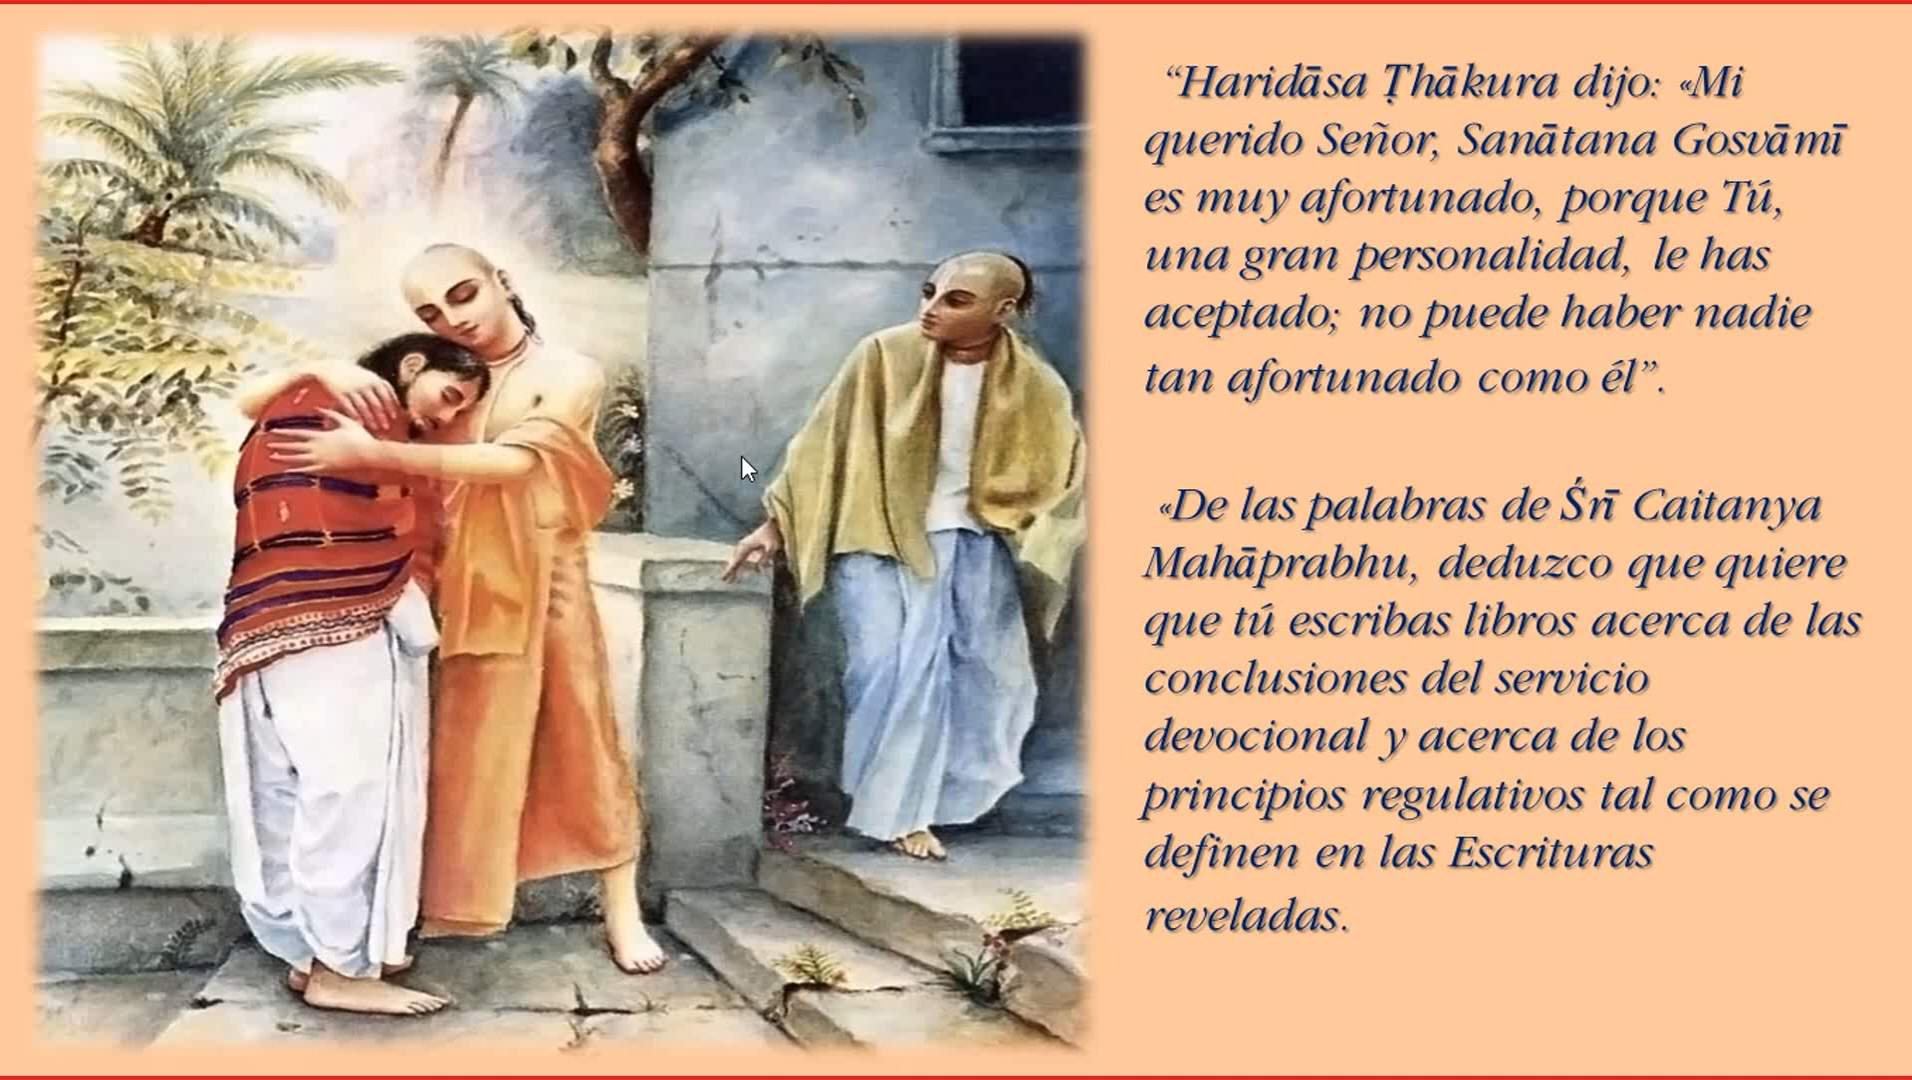 “Haridāsa Ṭhākura dijo: «Mi
querido Señor, Sanātana Gosvāmī
es muy afortunado, porque Tú,
una gran personalidad, le has
aceptado; no puede haber nadie
tan afortunado como él”.
«De las palabras de Śrī Caitanya
Mahāprabhu, deduzco que quiere
que tú escribas libros acerca de las
conclusiones del servicio
devocional y acerca de los
principios regulativos tal como se
definen en las Escrituras
reveladas.